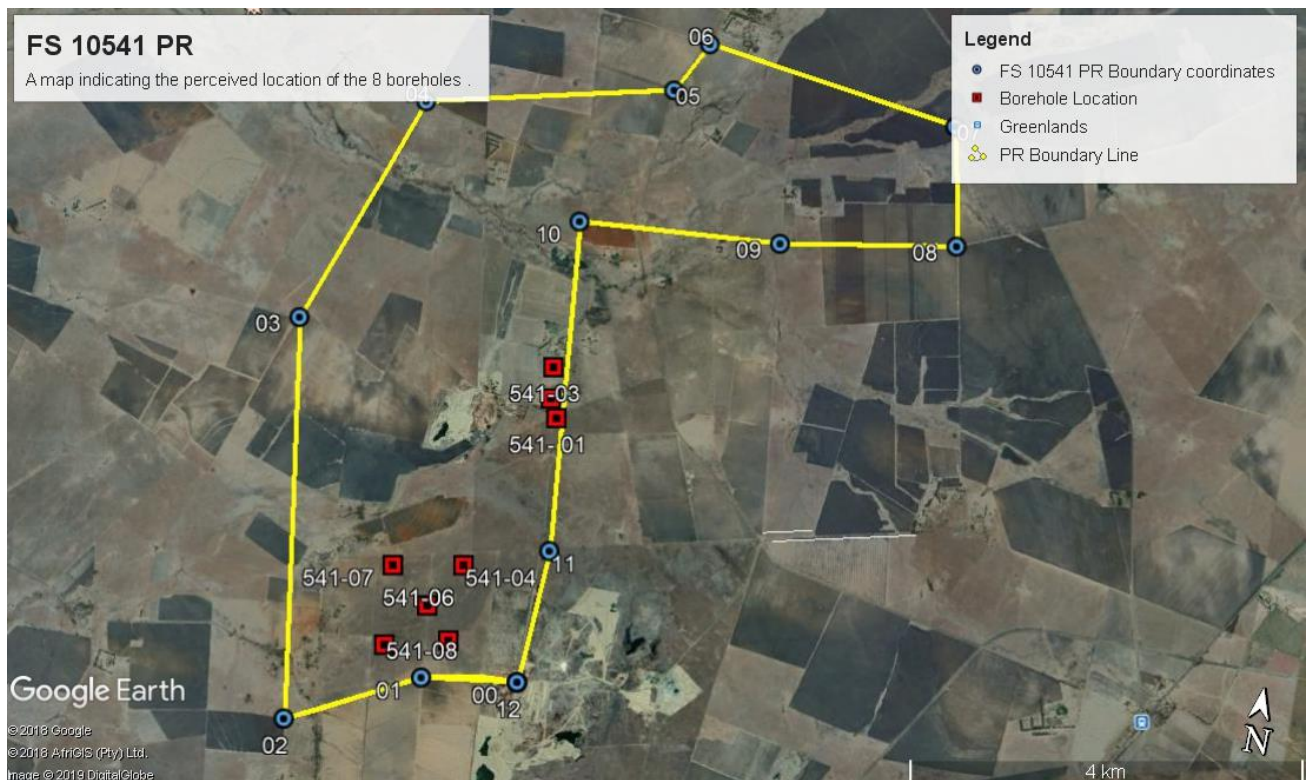 FS 10541 PR
A map indicating the perceived location of the 8 boreholes .
Legend
FS 10541 PR Boundary coordinates
Borehole Location
Greenlands
PR Boundary Line
06
04
05
07
10
09
08
03
541-03
541- 01
11
541-07
541-04
541-06
541-08
01
00
12
02
Google Earth
© 2018 Google
© 2018 AfriGIS (Pty) Ltd.
Image © 2019 DigitalGlobe
N
4 km